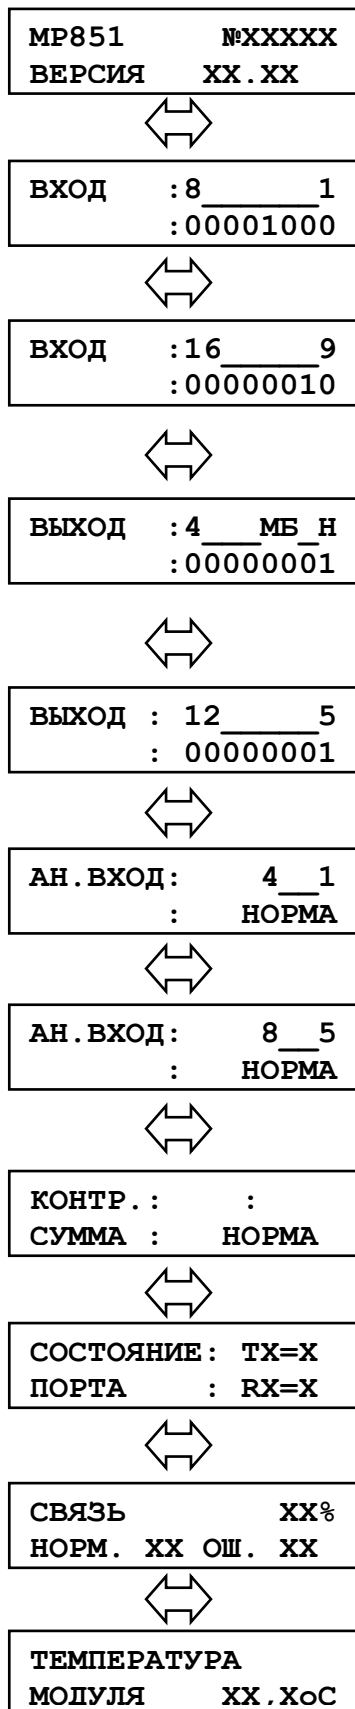 МР851 №XXXXX
ВЕРСИЯ XX.XX
ВХОД :8______1
:00001000
ВХОД :16_____9
:00000010
ВЫХОД :4___МБ_Н
:00000001
ВЫХОД : 12_____5
: 00000001
АН.ВХОД: 4__1
: НОРМА
АН.ВХОД: 8__5
: НОРМА
КОНТР.: :
СУММА : НОРМА
СОСТОЯНИЕ: TX=X
ПОРТА : RX=X
СВЯЗЬ XX%
НОРМ. XX ОШ. XX
ТЕМПЕРАТУРА
МОДУЛЯ XX,XoC